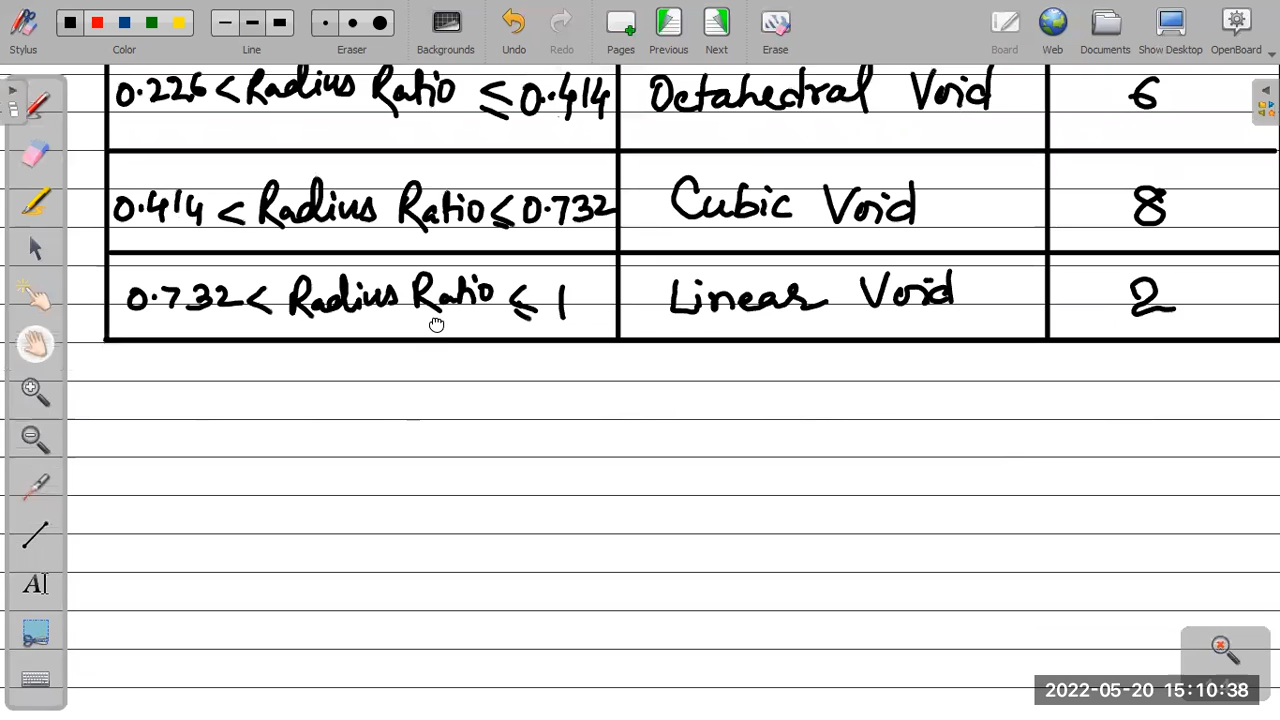 Stylus Color Line Eraser Backgrounds Undo Redo Pages Previous Next Erase Board Web Documents Show Desktop OpenBoard
0.226 < Radius Ratio ≤ 0.414 Octahedral Void 6
0.414 < Radius Ratio ≤ 0.732 Cubic Void 8
0.732 < Radius Ratio ≤ 1 Linear Void 2
AI
2022-05-20 15:10:38